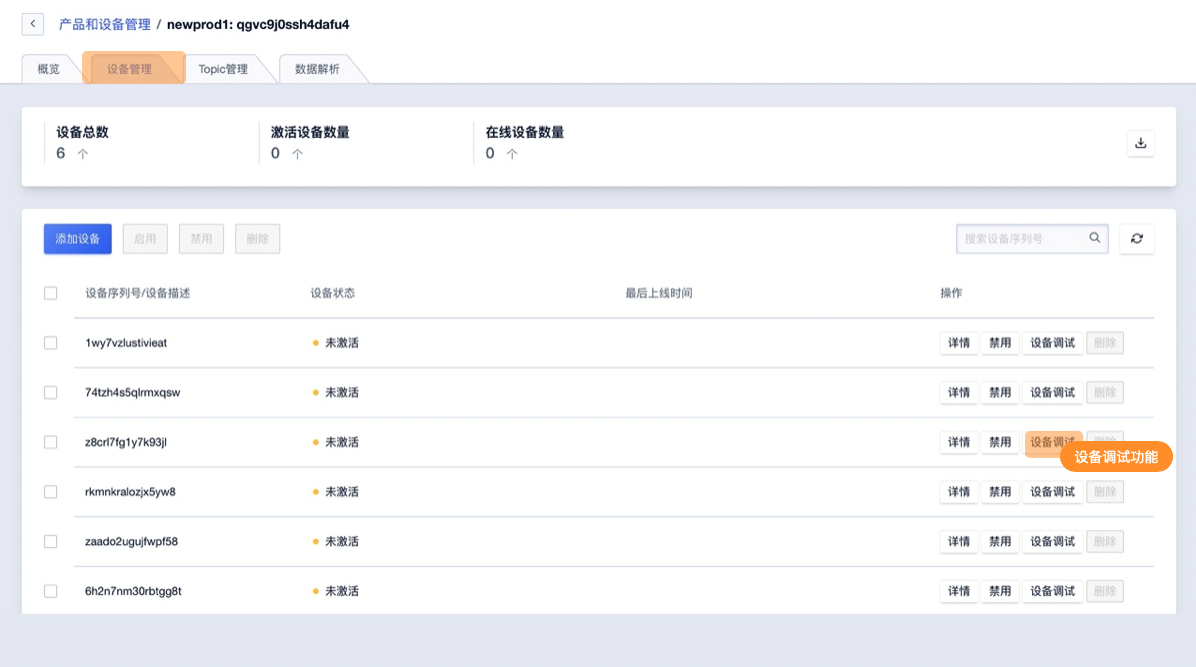 产品和设备管理 / newprod1: qgvc9j0ssh4dafu4
概览 设备管理 Topic管理 数据解析
设备总数 激活设备数量 在线设备数量
6 0 0
添加设备 启用 禁用 删除 搜索设备序列号
设备序列号/设备描述 设备状态 最后上线时间 操作
1wy7vzlustivieat 未激活 详情 禁用 设备调试 删除
74tzh4s5qlrmxqsw 未激活 详情 禁用 设备调试 删除
z8crl7fg1y7k93jl 未激活 详情 禁用 设备调试 删除
设备调试功能
rkmnkralozjx5yw8 未激活 详情 禁用 设备调试 删除
zaado2ugujfwpf58 未激活 详情 禁用 设备调试 删除
6h2n7nm30rbtgg8t 未激活 详情 禁用 设备调试 删除